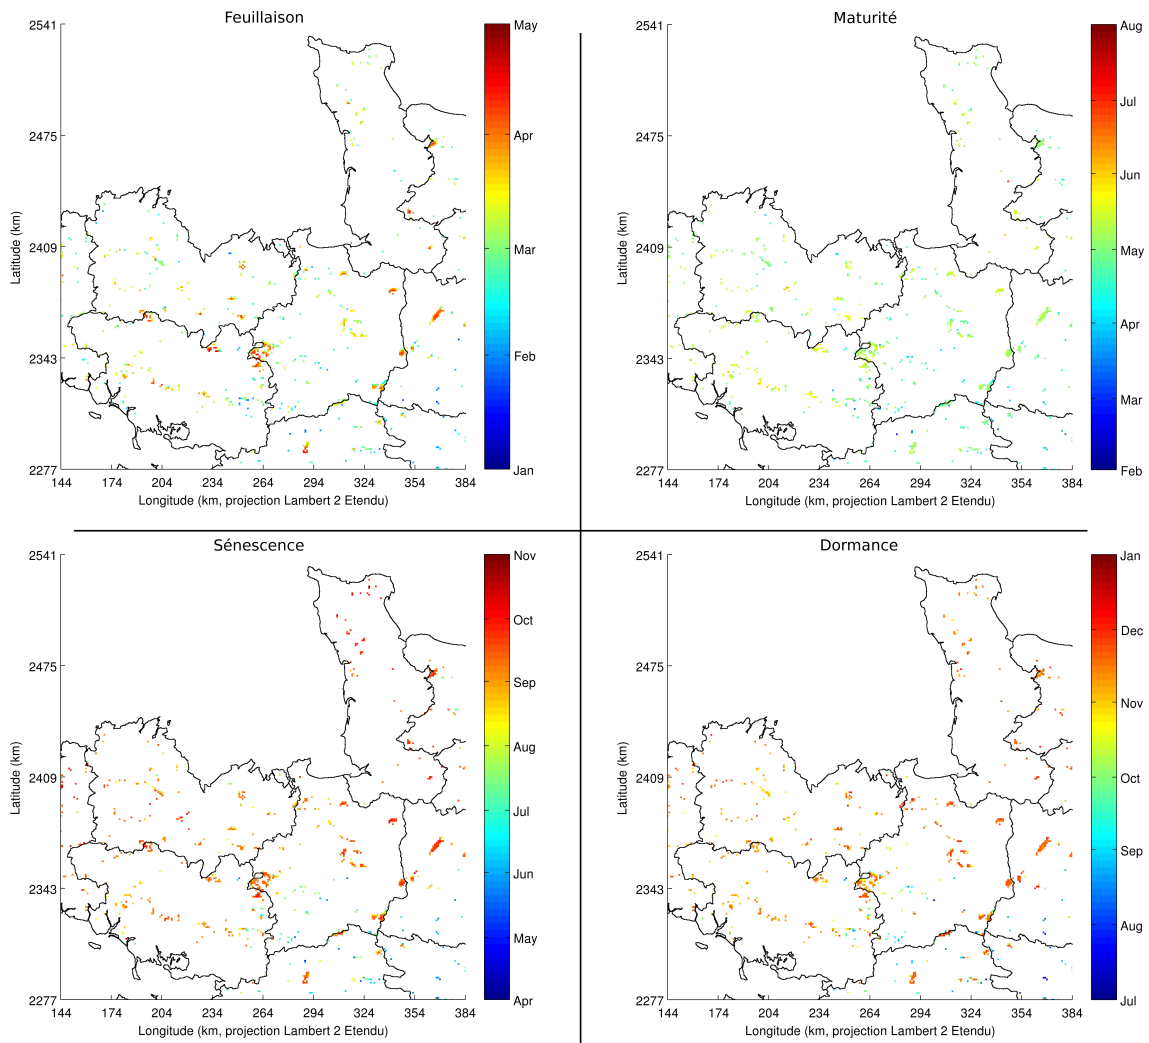 Feuillaison
2541
2475
2409
2343
2277
Latitude (km)
144 174 204 234 264 294 324 354 384
Longitude (km, projection Lambert 2 Etendu)
May
Apr
Mar
Feb
Jan
Maturité
2541
2475
2409
2343
2277
Latitude (km)
144 174 204 234 264 294 324 354 384
Longitude (km, projection Lambert 2 Etendu)
Aug
Jul
Jun
May
Apr
Mar
Feb
Sénescence
2541
2475
2409
2343
2277
Latitude (km)
144 174 204 234 264 294 324 354 384
Longitude (km, projection Lambert 2 Etendu)
Nov
Oct
Sep
Aug
Jul
Jun
May
Apr
Dormance
2541
2475
2409
2343
2277
Latitude (km)
144 174 204 234 264 294 324 354 384
Longitude (km, projection Lambert 2 Etendu)
Jan
Dec
Nov
Oct
Sep
Aug
Jul